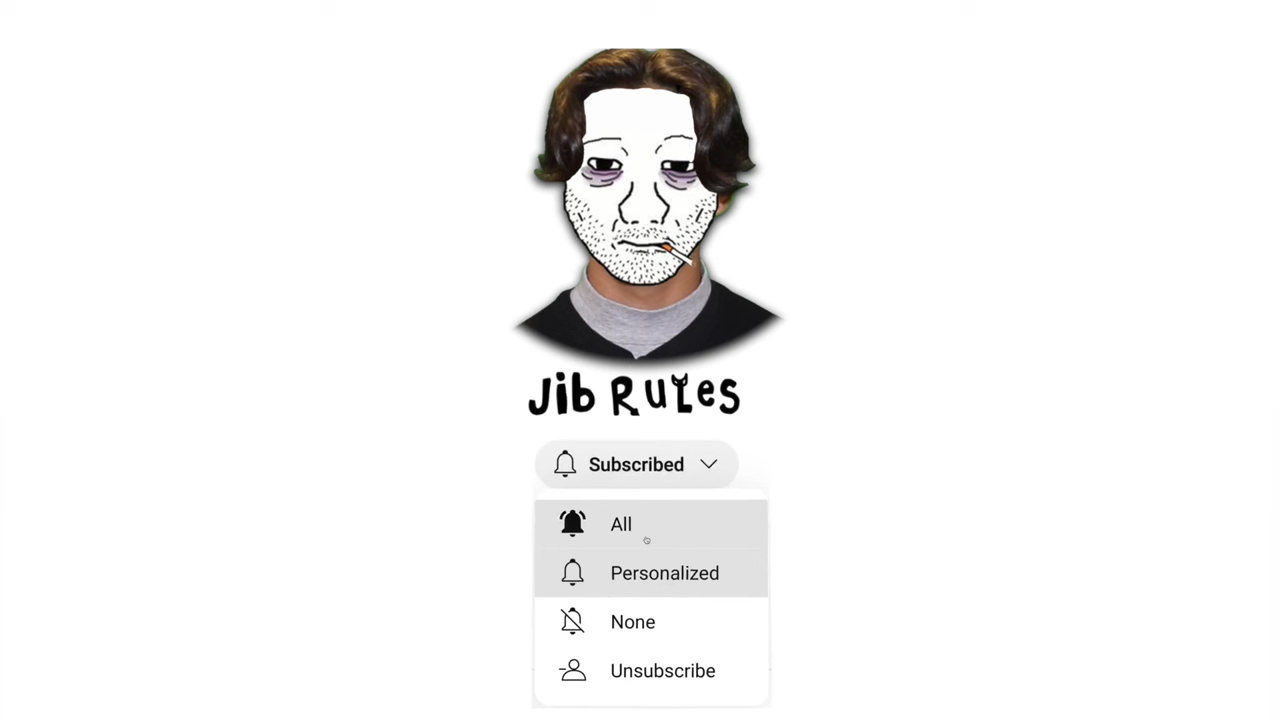 Jib Rules
Subscribed
All
Personalized
None
Unsubscribe